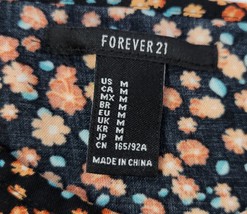 FOREVER 21
US M
CA M
MX M
BR M
EU M
UK M
KR M
JP M
CN 165/92A
MADE IN CHINA